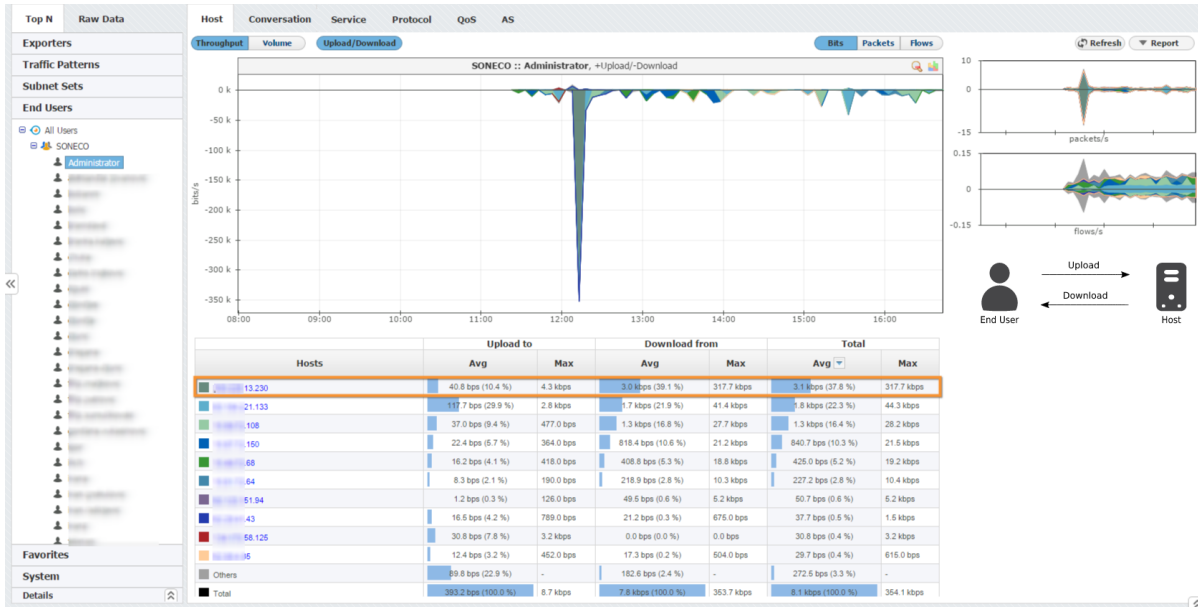 Top N Raw Data Host Conversation Service Protocol QoS AS
Exporters Throughput Volume Upload/Download Bits Packets Flows Refresh Report
Traffic Patterns
Subnet Sets
End Users
All Users
SONECO
Administrator
SONECO :: Administrator, +Upload/-Download
bits/s
0 k
-50 k
-100 k
-150 k
-200 k
-250 k
-300 k
-350 k
08:00 09:00 10:00 11:00 12:00 13:00 14:00 15:00 16:00
10
0
-15
packets/s
0.15
0
-0.15
flows/s
Upload
Download
End User Host
Upload to Download from Total
Hosts Avg Max Avg Max Avg Max
13.230 40.8 bps (10.4 %) 4.3 kbps 3.0 kbps (39.1 %) 317.7 kbps 3.1 kbps (37.8 %) 317.7 kbps
21.133 117.7 bps (29.9 %) 2.8 kbps 1.7 kbps (21.9 %) 41.4 kbps 1.8 kbps (22.3 %) 44.3 kbps
.108 37.0 bps (9.4 %) 477.0 bps 1.3 kbps (16.8 %) 27.7 kbps 1.3 kbps (16.4 %) 28.2 kbps
.150 22.4 bps (5.7 %) 364.0 bps 818.4 bps (10.6 %) 21.2 kbps 840.7 bps (10.3 %) 21.5 kbps
.68 16.2 bps (4.1 %) 418.0 bps 408.8 bps (5.3 %) 18.8 kbps 425.0 bps (5.2 %) 19.2 kbps
.64 8.3 bps (2.1 %) 190.0 bps 218.9 bps (2.8 %) 10.3 kbps 227.2 bps (2.8 %) 10.4 kbps
51.94 1.2 bps (0.3 %) 126.0 bps 49.5 bps (0.6 %) 5.2 kbps 50.7 bps (0.6 %) 5.2 kbps
.43 16.5 bps (4.2 %) 789.0 bps 21.2 bps (0.3 %) 675.0 bps 37.7 bps (0.5 %) 1.5 kbps
58.125 30.8 bps (7.8 %) 3.2 kbps 0.0 bps (0.0 %) 0.0 bps 30.8 bps (0.4 %) 3.2 kbps
12.4 bps (3.2 %) 452.0 bps 17.3 bps (0.2 %) 504.0 bps 29.7 bps (0.4 %) 615.0 bps
Others 89.8 bps (22.9 %) - 182.6 bps (2.4 %) - 272.5 bps (3.3 %) -
Total 393.2 bps (100.0 %) 8.7 kbps 7.8 kbps (100.0 %) 353.7 kbps 8.1 kbps (100.0 %) 354.1 kbps
Favorites
System
Details